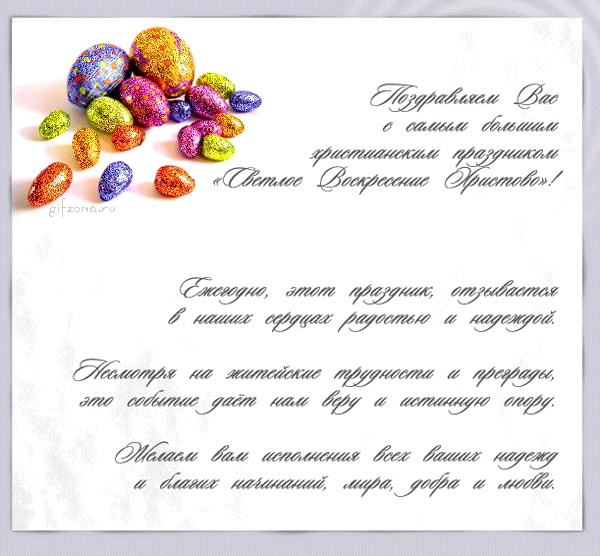 Поздравляем Вас
с самым большим
христианским праздником
«Светлое Воскресение Христово»!
gifzona.ru
Ежегодно, этот праздник, отзывается
в наших сердцах радостью и надеждой.
Несмотря на житейские трудности и преграды,
это событие даёт нам веру и истинную опору.
Желаем вам исполнения всех ваших надежд
и благих начинаний, мира, добра и любви.